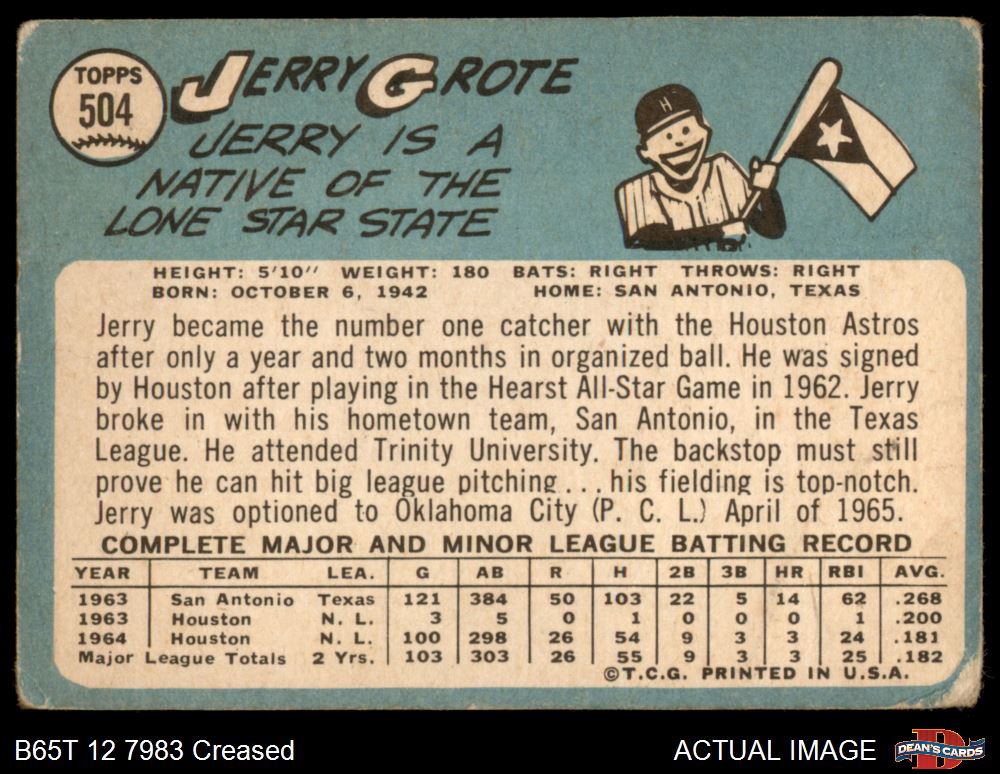 TOPPS
504
JERRY GROTE
JERRY IS A
NATIVE OF THE
LONE STAR STATE
H
HEIGHT: 5'10" WEIGHT: 180 BATS: RIGHT THROWS: RIGHT
BORN: OCTOBER 6, 1942 HOME: SAN ANTONIO, TEXAS
Jerry became the number one catcher with the Houston Astros
after only a year and two months in organized ball. He was signed
by Houston after playing in the Hearst All-Star Game in 1962. Jerry
broke in with his hometown team, San Antonio, in the Texas
League. He attended Trinity University. The backstop must still
prove he can hit big league pitching . . . his fielding is top-notch.
Jerry was optioned to Oklahoma City (P. C. L.) April of 1965.
COMPLETE MAJOR AND MINOR LEAGUE BATTING RECORD
YEAR TEAM LEA. G AB R H 2B 3B HR RBI AVG.
1963 San Antonio Texas 121 384 50 103 22 5 14 62 .268
1963 Houston N. L. 3 5 0 1 0 0 0 1 .200
1964 Houston N. L. 100 298 26 54 9 3 3 24 .181
Major League Totals 2 Yrs. 103 303 26 55 9 3 3 25 .182
©T.C.G. PRINTED IN U.S.A.
B65T 12 7983 Creased
ACTUAL IMAGE
D
DEAN'S CARDS